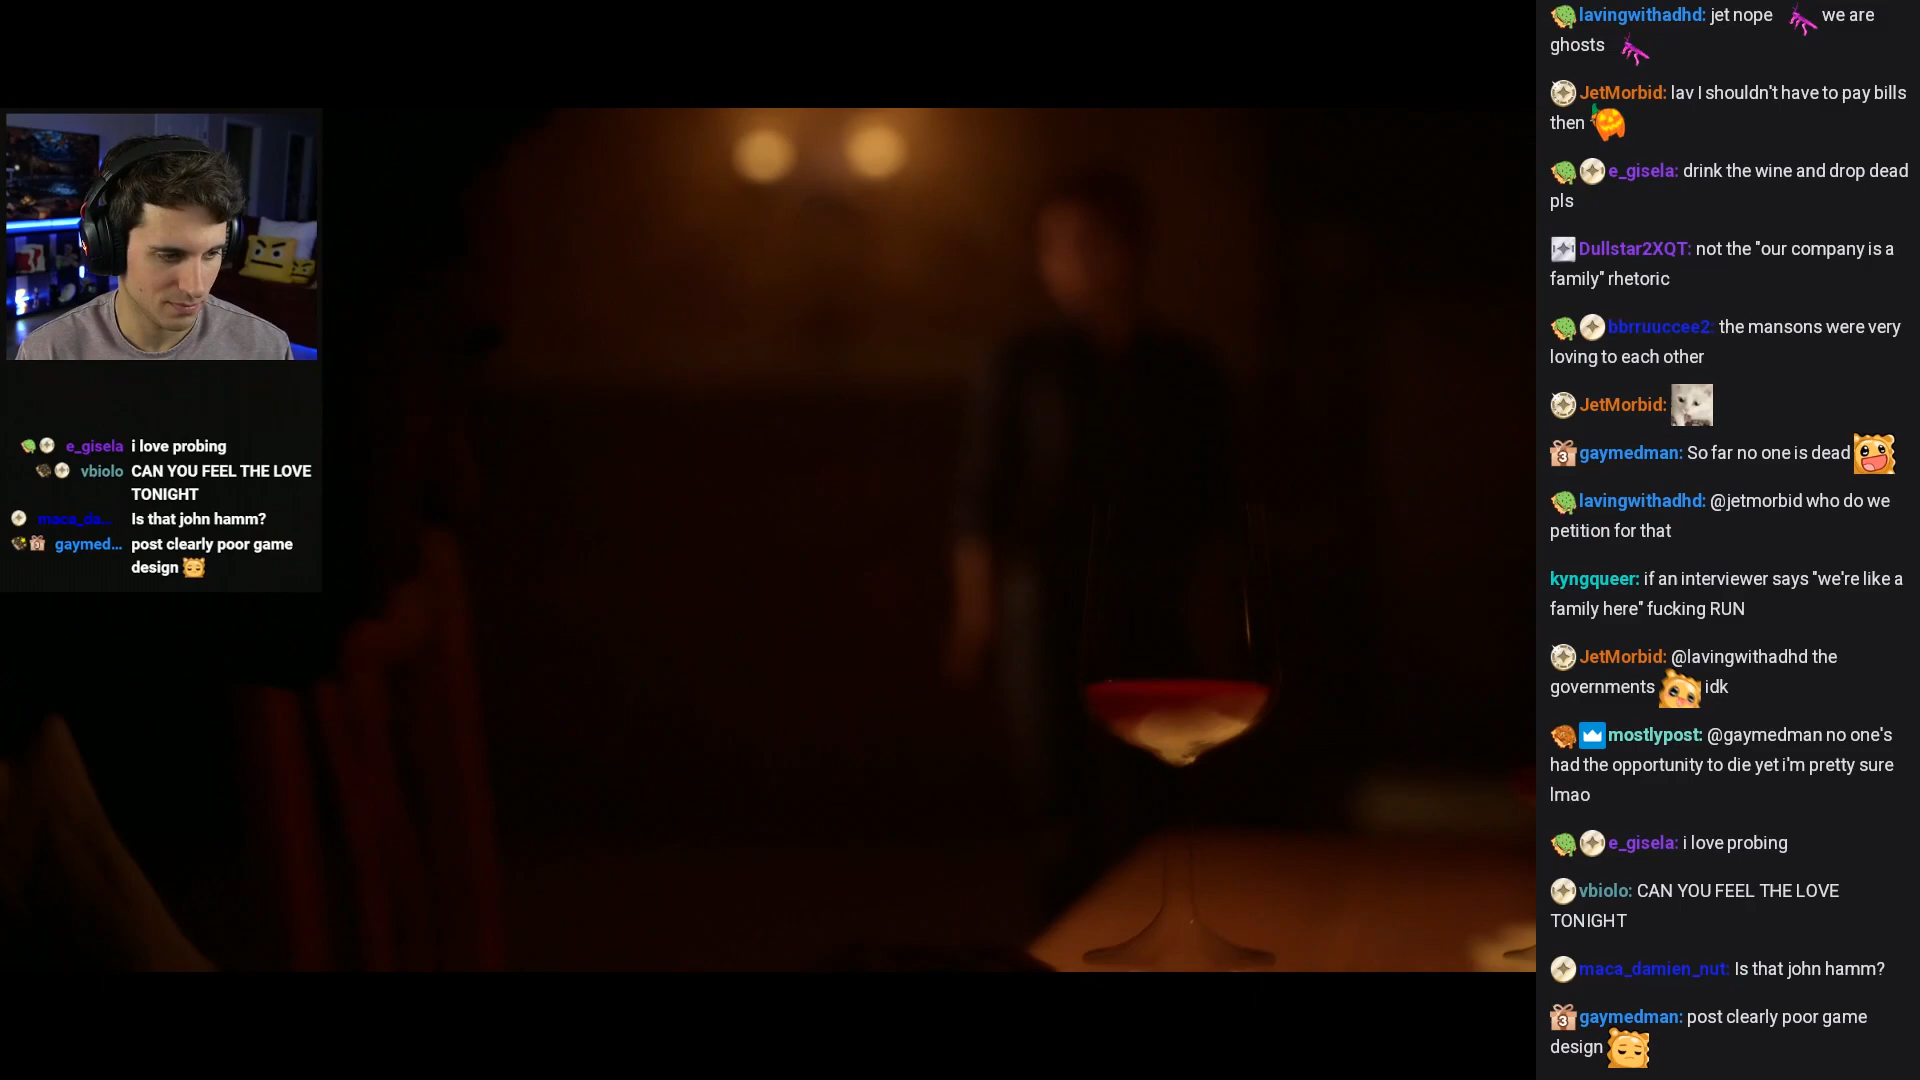 e_gisela i love probing
vbiolo CAN YOU FEEL THE LOVE
TONIGHT
maca_da... Is that john hamm?
gaymed... post clearly poor game
design
lavingwithadhd: jet nope we are
ghosts
JetMorbid: lav I shouldn't have to pay bills
then
e_gisela: drink the wine and drop dead
pls
Dullstar2XQT: not the "our company is a
family" rhetoric
bbrruuccee2: the mansons were very
loving to each other
JetMorbid:
3 gaymedman: So far no one is dead
lavingwithadhd: @jetmorbid who do we
petition for that
kyngqueer: if an interviewer says "we're like a
family here" fucking RUN
JetMorbid: @lavingwithadhd the
governments idk
mostlypost: @gaymedman no one's
had the opportunity to die yet i'm pretty sure
lmao
e_gisela: i love probing
vbiolo: CAN YOU FEEL THE LOVE
TONIGHT
maca_damien_nut: Is that john hamm?
3 gaymedman: post clearly poor game
design